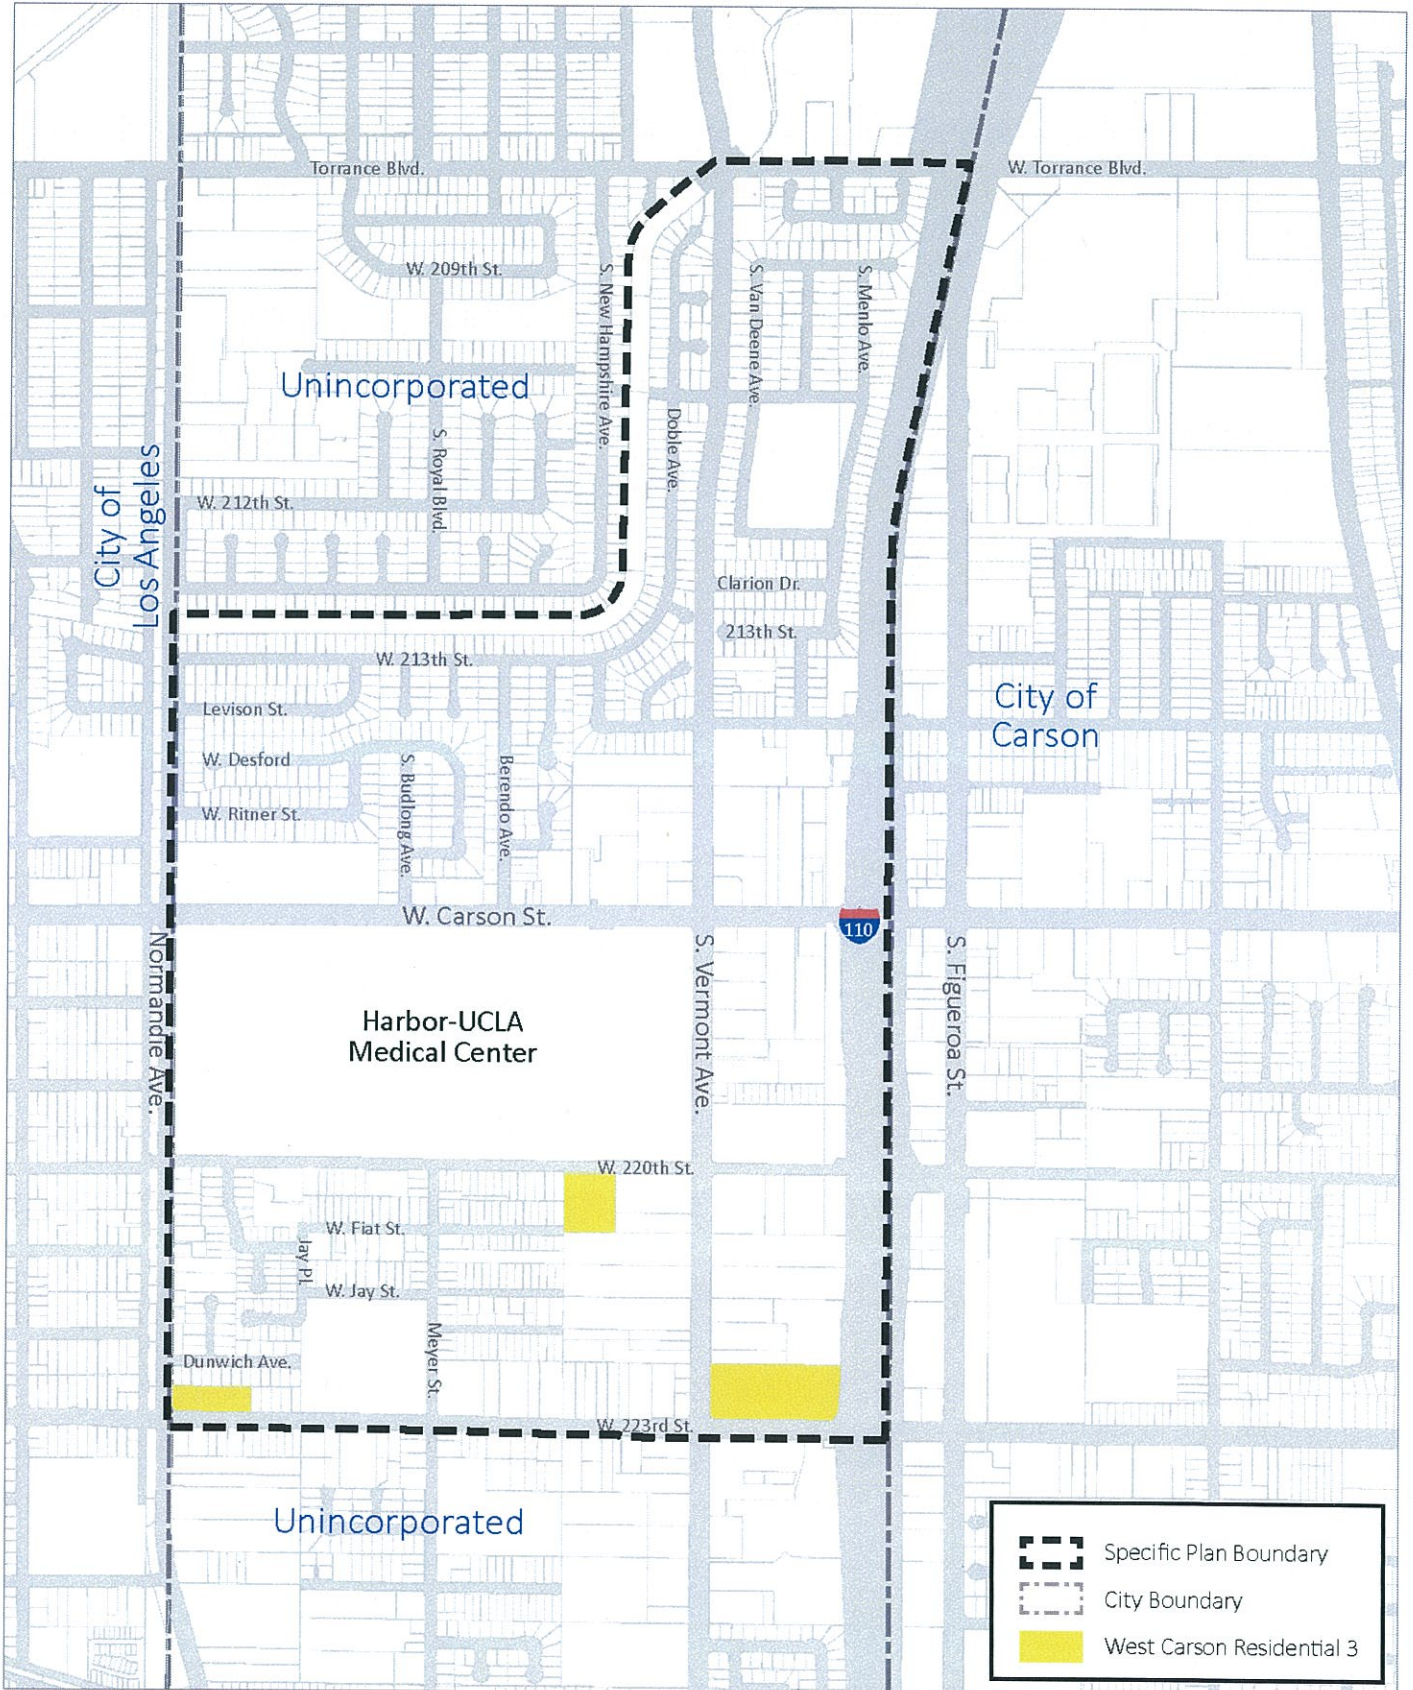 Torrance Blvd.
W. Torrance Blvd.
W. 209th St.
S. New Hampshire Ave.
S. Van Deene Ave.
S. Menlo Ave.
Unincorporated
Doble Ave.
S. Royal Blvd.
City of
Los Angeles
W. 212th St.
Clarion Dr.
213th St.
W. 213th St.
City of
Carson
Levison St.
W. Desford
S. Budlong Ave.
Berendo Ave.
W. Ritner St.
W. Carson St.
110
Normandie Ave.
S. Vermont Ave.
S. Figueroa St.
Harbor-UCLA
Medical Center
W. 220th St.
W. Fiat St.
Jay Pl.
W. Jay St.
Meyer St.
Dunwich Ave.
W. 223rd St.
Unincorporated
Specific Plan Boundary
City Boundary
West Carson Residential 3